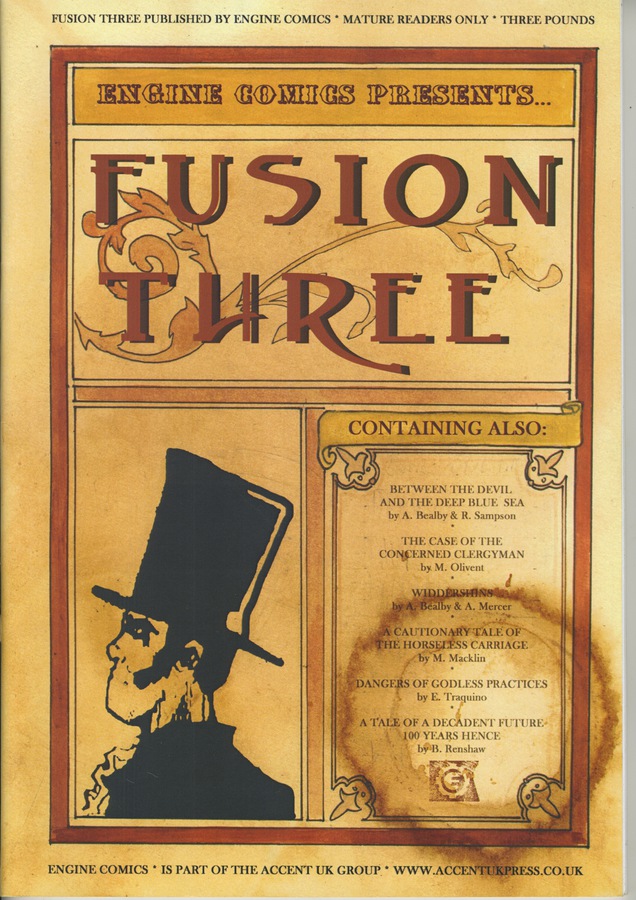 FUSION THREE PUBLISHED BY ENGINE COMICS * MATURE READERS ONLY * THREE POUNDS
ENGINE COMICS PRESENTS...
FUSION
THREE
CONTAINING ALSO:
BETWEEN THE DEVIL
AND THE DEEP BLUE SEA
by A. Bealby & R. Sampson
*
THE CASE OF THE
CONCERNED CLERGYMAN
by M. Olivent
*
WIDDERSHINS
by A. Bealby & A. Mercer
*
A CAUTIONARY TALE OF
THE HORSELESS CARRIAGE
by M. Macklin
*
DANGERS OF GODLESS PRACTICES
by E. Traquino
*
A TALE OF A DECADENT FUTURE
100 YEARS HENCE
by B. Renshaw
ENGINE COMICS * IS PART OF THE ACCENT UK GROUP * WWW.ACCENTUKPRESS.CO.UK